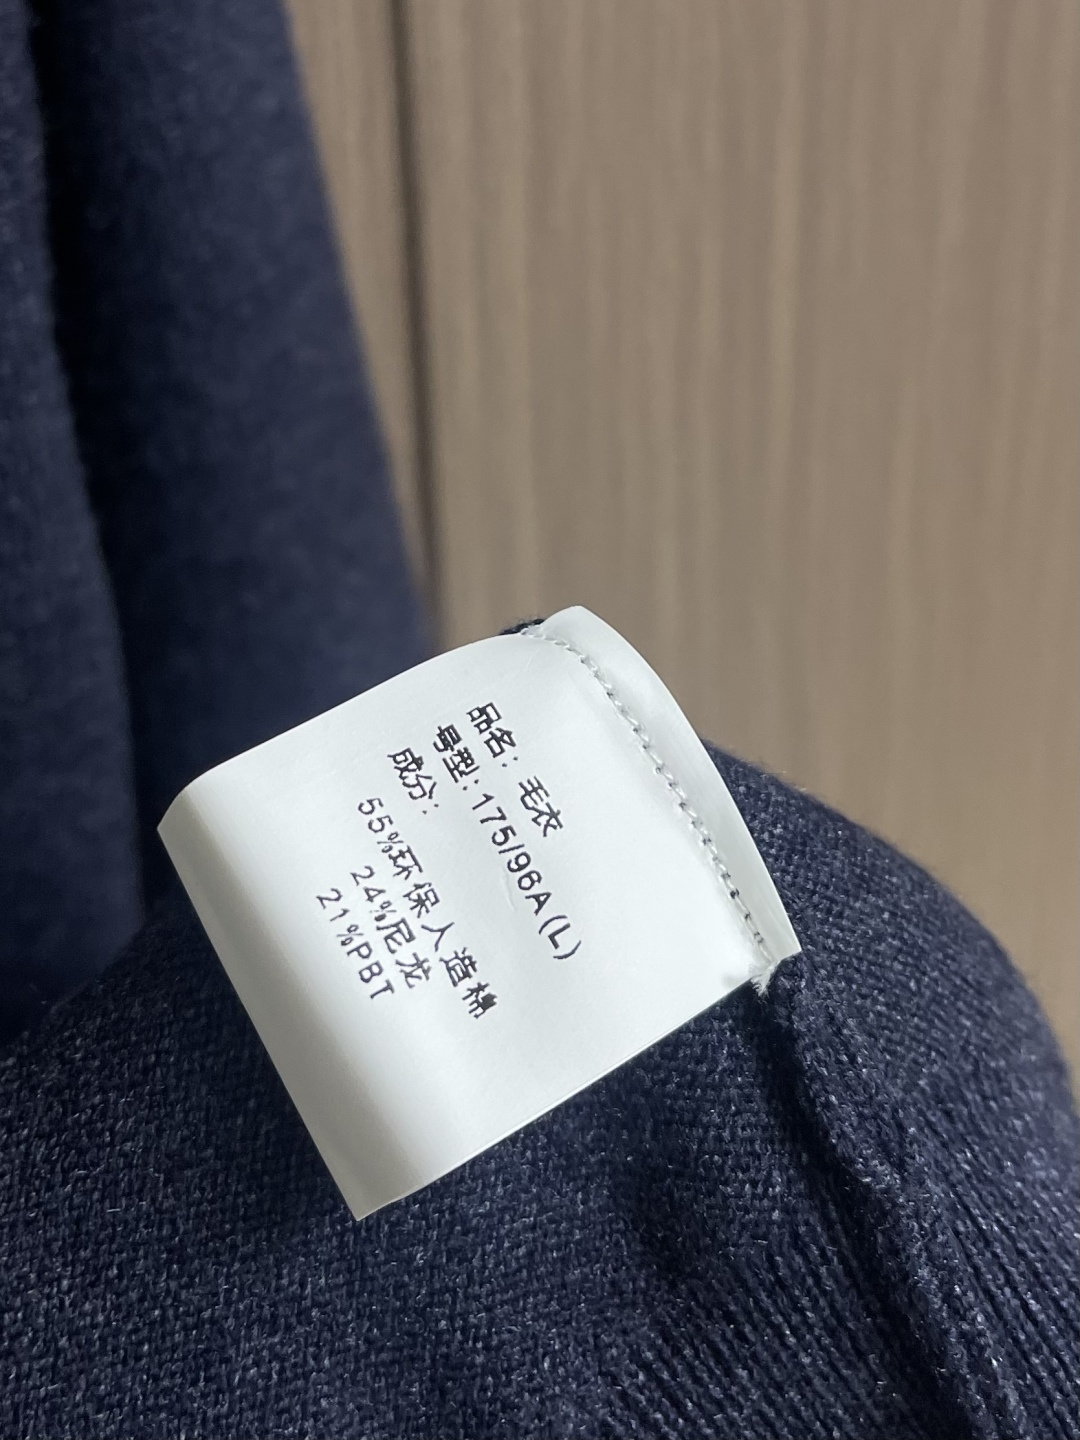 品名：毛衣
号型：175/96A(L)
成分：
55%环保人造棉
24%尼龙
21%PBT